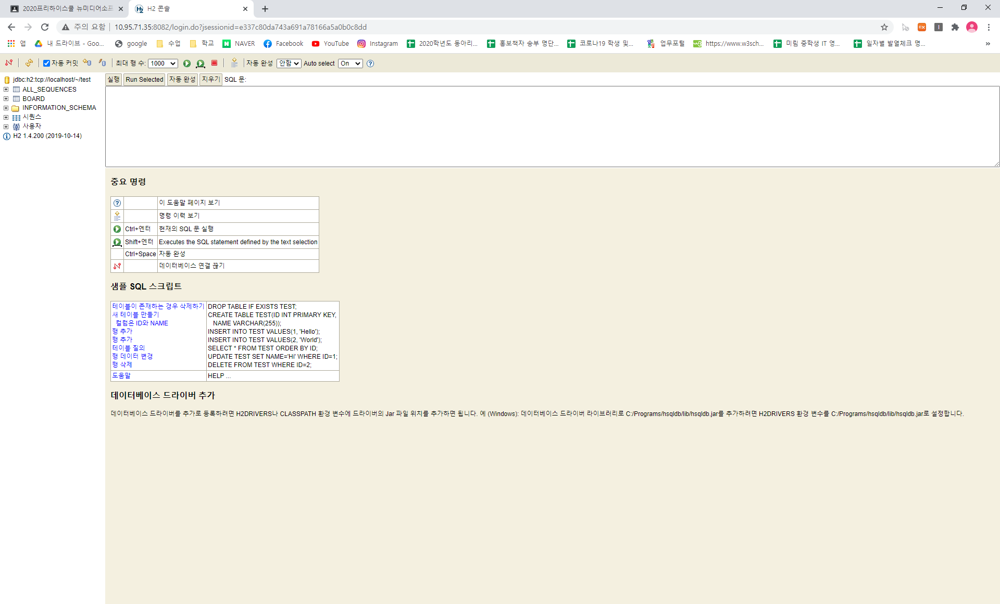 2020프리하이스쿨 뉴미디어소프
H2 콘솔
주의 요함 | 10.95.71.35:8082/login.do?jsessionid=e337c80da743a691a78166a5a0b0c8dd
앱 내 드라이브 - Goo... google 수업 학교 NAVER Facebook YouTube Instagram 2020학년도 동아리... 홍보책자 송부 명단... 코로나19 학생 및... 업무포털 https://www.w3sch... 미림 중학생 IT 영... 일자별 발열체크 명... »
자동 커밋 최대 행 수: 1000 자동 완성 안함 Auto select On
jdbc:h2:tcp://localhost/~/test
ALL_SEQUENCES
BOARD
INFORMATION_SCHEMA
시퀀스
사용자
H2 1.4.200 (2019-10-14)
실행 Run Selected 자동 완성 지우기 SQL 문:
중요 명령
이 도움말 페이지 보기
명령 이력 보기
Ctrl+엔터 현재의 SQL 문 실행
Shift+엔터 Executes the SQL statement defined by the text selection
Ctrl+Space 자동 완성
데이터베이스 연결 끊기
샘플 SQL 스크립트
테이블이 존재하는 경우 삭제하기 DROP TABLE IF EXISTS TEST;
새 테이블 만들기 CREATE TABLE TEST(ID INT PRIMARY KEY,
컬럼은 ID와 NAME NAME VARCHAR(255));
행 추가 INSERT INTO TEST VALUES(1, 'Hello');
행 추가 INSERT INTO TEST VALUES(2, 'World');
테이블 질의 SELECT * FROM TEST ORDER BY ID;
행 데이터 변경 UPDATE TEST SET NAME='Hi' WHERE ID=1;
행 삭제 DELETE FROM TEST WHERE ID=2;
도움말 HELP ...
데이터베이스 드라이버 추가
데이터베이스 드라이버를 추가로 등록하려면 H2DRIVERS나 CLASSPATH 환경 변수에 드라이버의 Jar 파일 위치를 추가하면 됩니다. 예 (Windows): 데이터베이스 드라이버 라이브러리로 C:/Programs/hsqldb/lib/hsqldb.jar를 추가하려면 H2DRIVERS 환경 변수를 C:/Programs/hsqldb/lib/hsqldb.jar로 설정합니다.